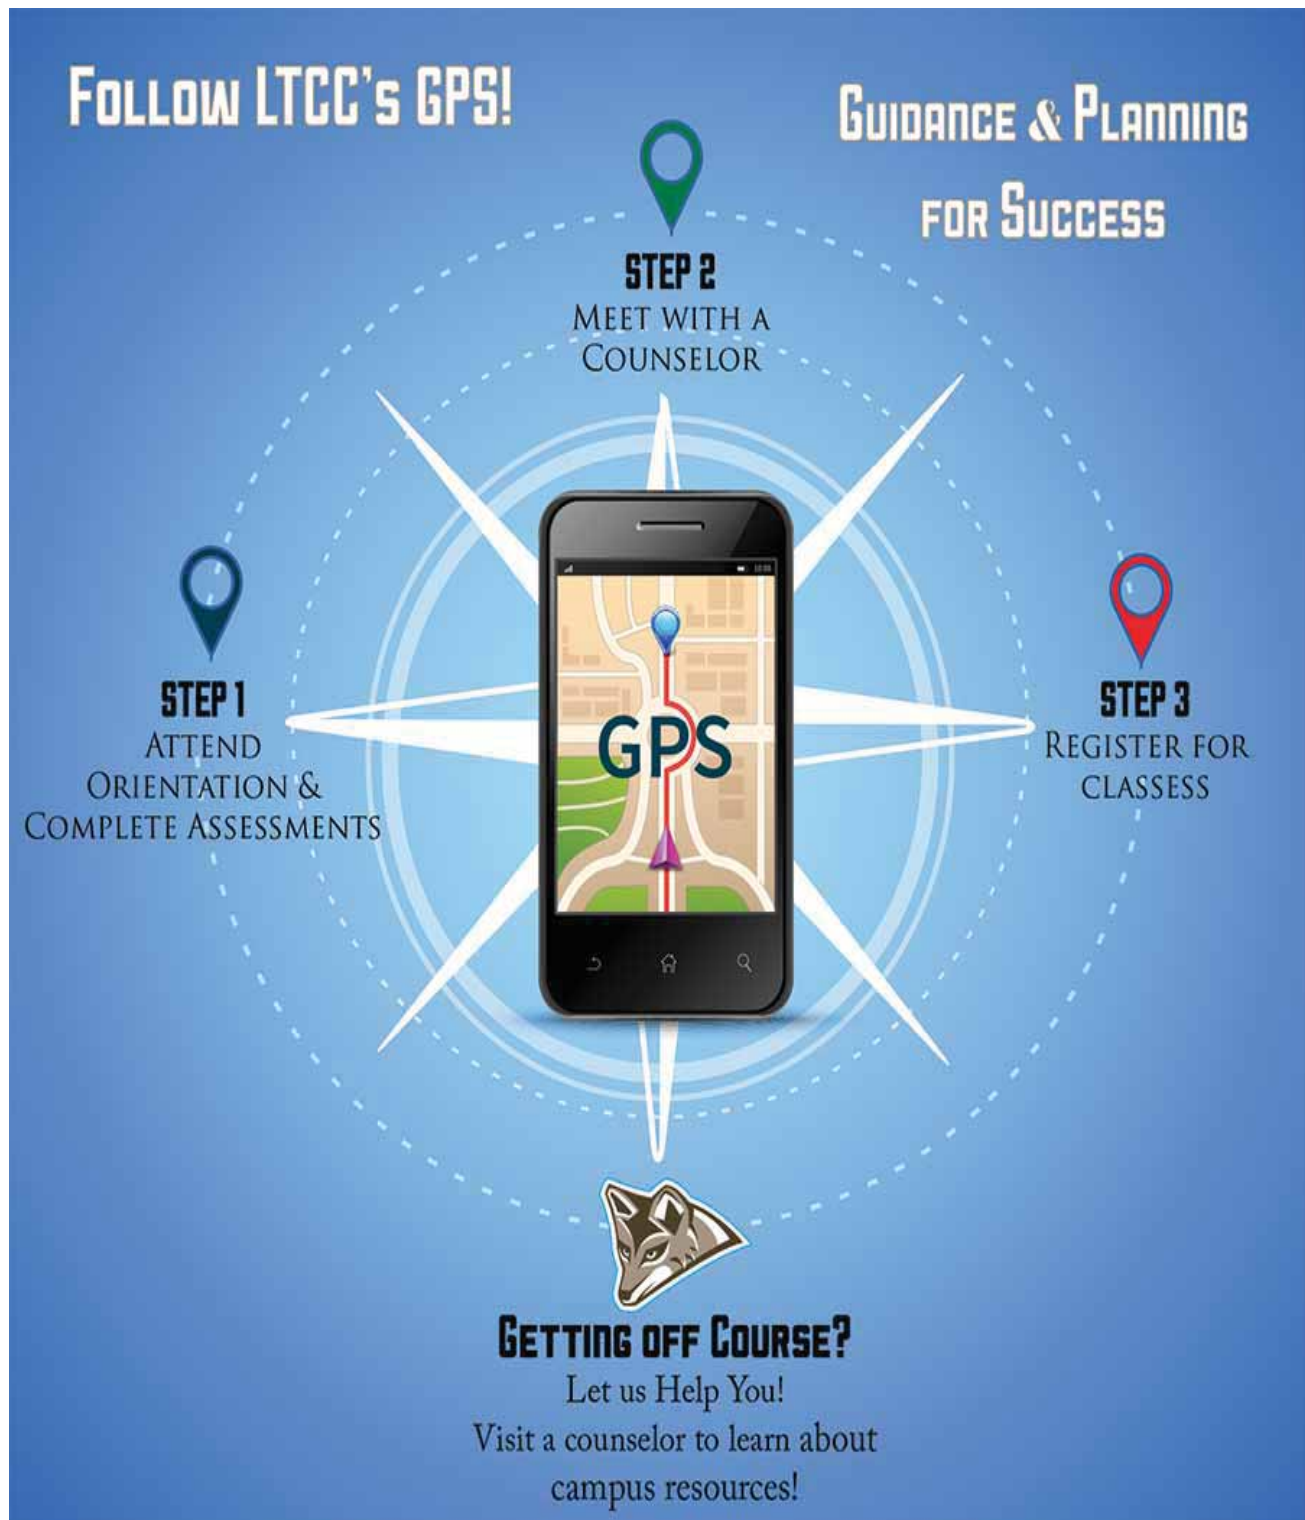 Follow LTCC's GPS!
Guidance & Planning
for Success
STEP 2
Meet with a
Counselor
STEP 1
Attend
Orientation &
Complete Assessments
STEP 3
Register for
classess
GPS
Getting off Course?
Let us Help You!
Visit a counselor to learn about
campus resources!